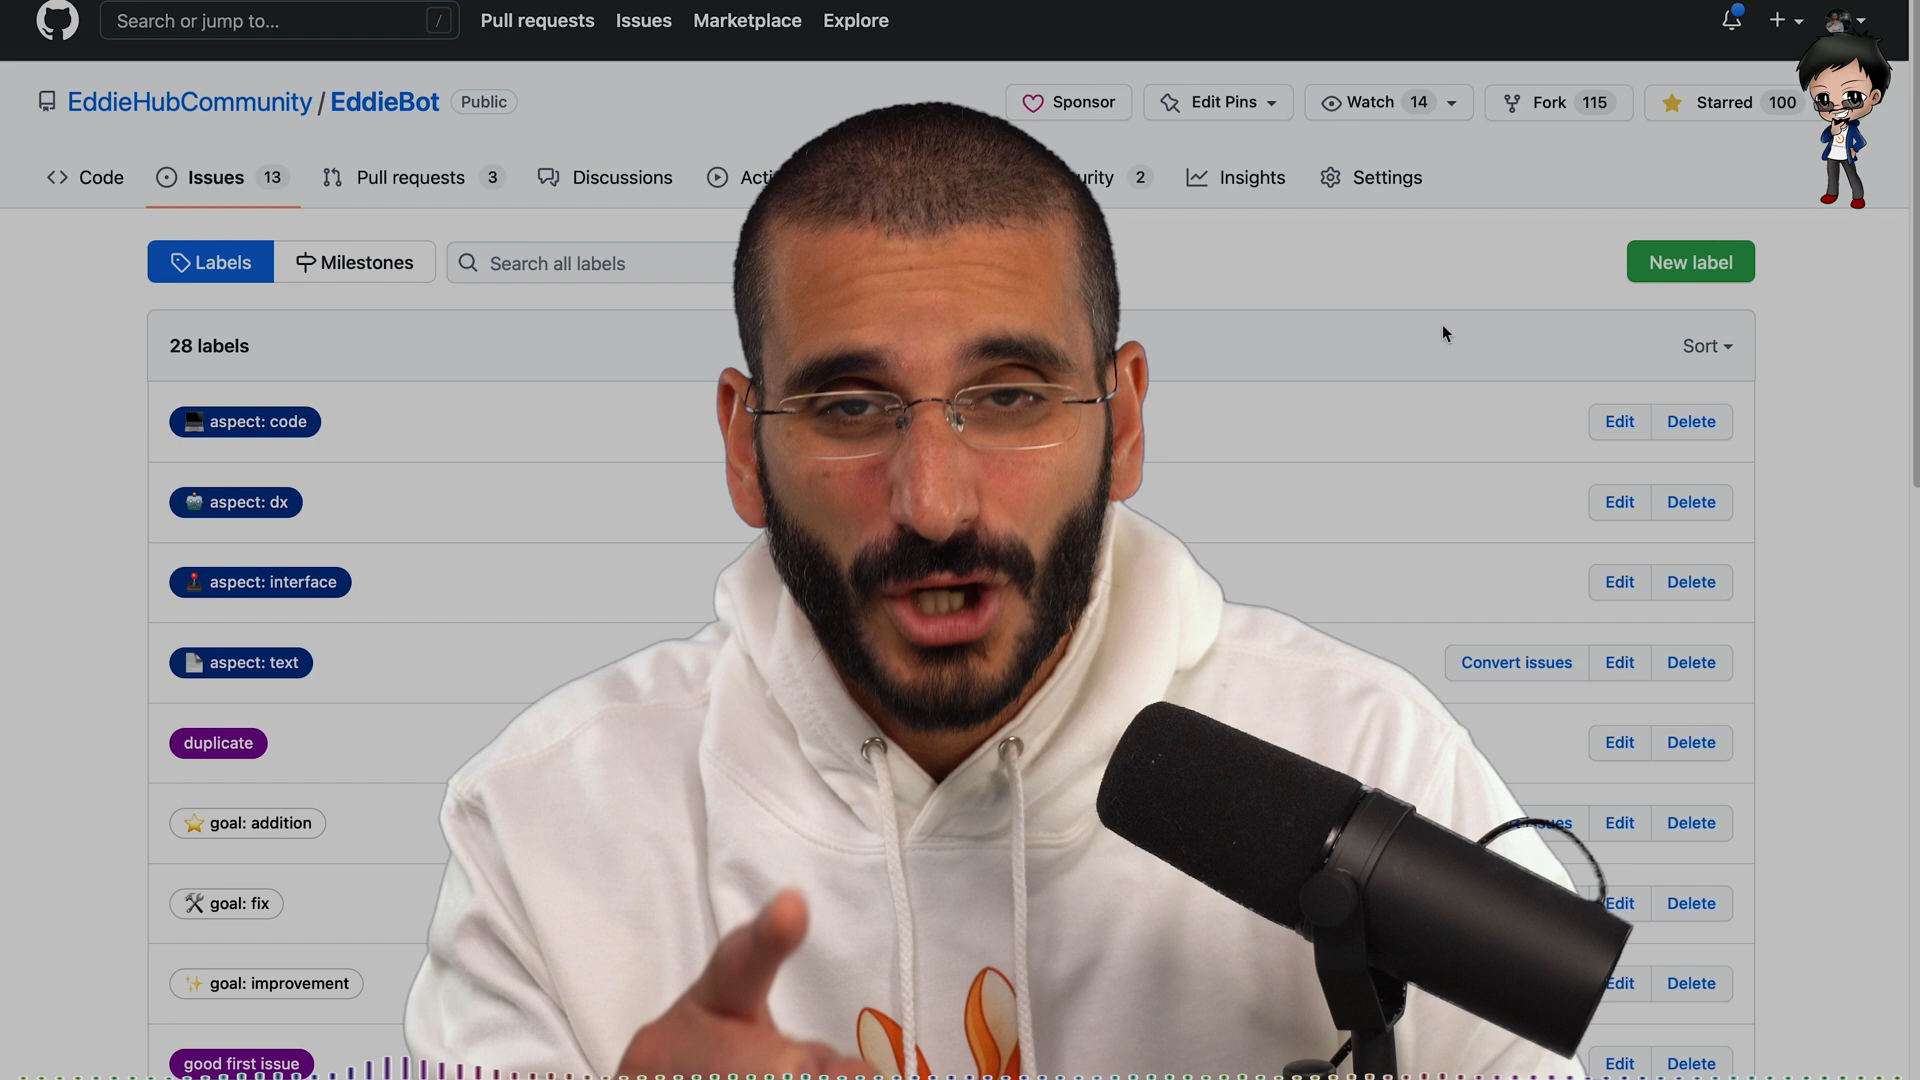 Search or jump to... / Pull requests Issues Marketplace Explore
EddieHubCommunity / EddieBot Public Sponsor Edit Pins Watch 14 Fork 115 Starred 100
Code Issues 13 Pull requests 3 Discussions 2 Insights Settings
Labels Milestones Search all labels New label
28 labels Sort
aspect: code Edit Delete
aspect: dx Edit Delete
aspect: interface Edit Delete
aspect: text Convert issues Edit Delete
duplicate Edit Delete
goal: addition Edit Delete
goal: fix Edit Delete
goal: improvement Edit Delete
good first issue Edit Delete